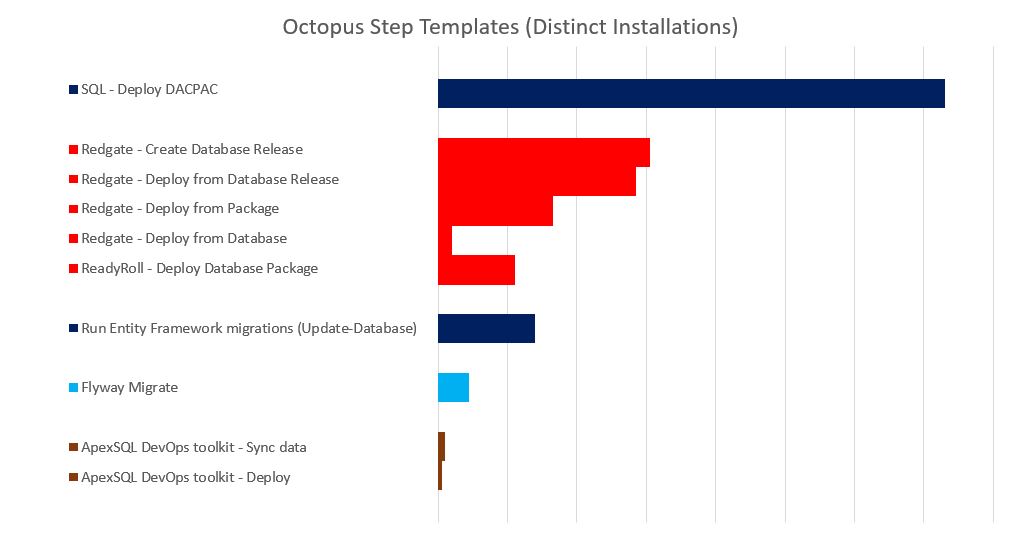 Octopus Step Templates (Distinct Installations)
SQL - Deploy DACPAC
Redgate - Create Database Release
Redgate - Deploy from Database Release
Redgate - Deploy from Package
Redgate - Deploy from Database
ReadyRoll - Deploy Database Package
Run Entity Framework migrations (Update-Database)
Flyway Migrate
ApexSQL DevOps toolkit - Sync data
ApexSQL DevOps toolkit - Deploy